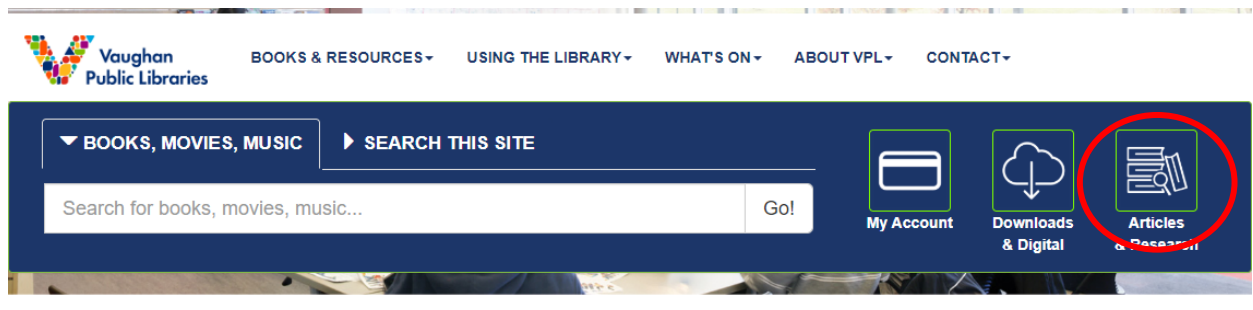 Vaughan
Public Libraries
BOOKS & RESOURCES
USING THE LIBRARY
WHAT'S ON
ABOUT VPL
CONTACT
BOOKS, MOVIES, MUSIC
SEARCH THIS SITE
Search for books, movies, music...
Go!
My Account
Downloads
& Digital
Articles
& Research